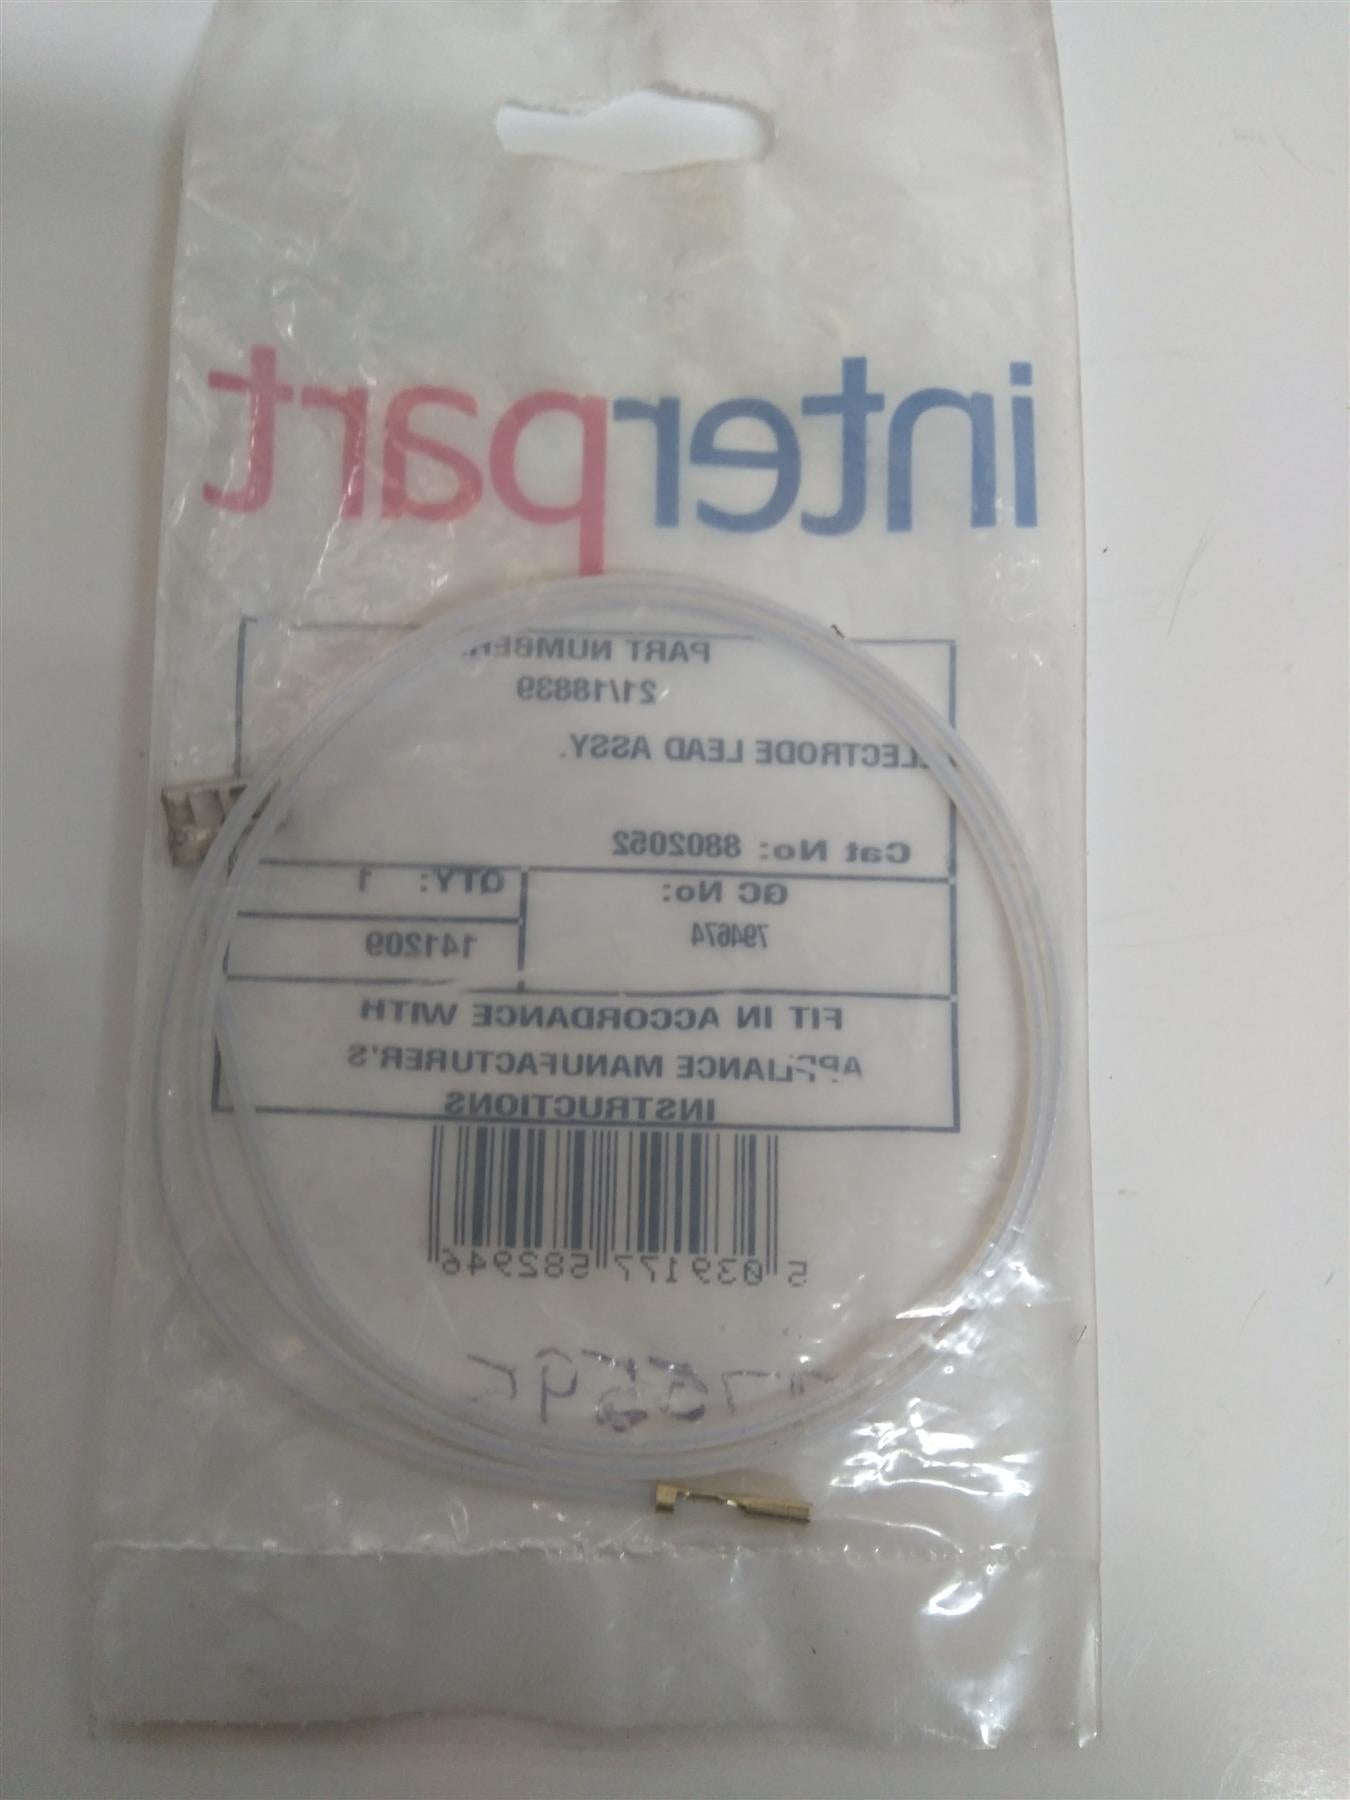 interpart
PART NUMBER:
21/18839
ELECTRODE LEAD ASSY.
Cat No: 8802052
GC No:
794674
QTY: 1
141209
FIT IN ACCORDANCE WITH
APPLIANCE MANUFACTURER'S
INSTRUCTIONS
5 039177 582946